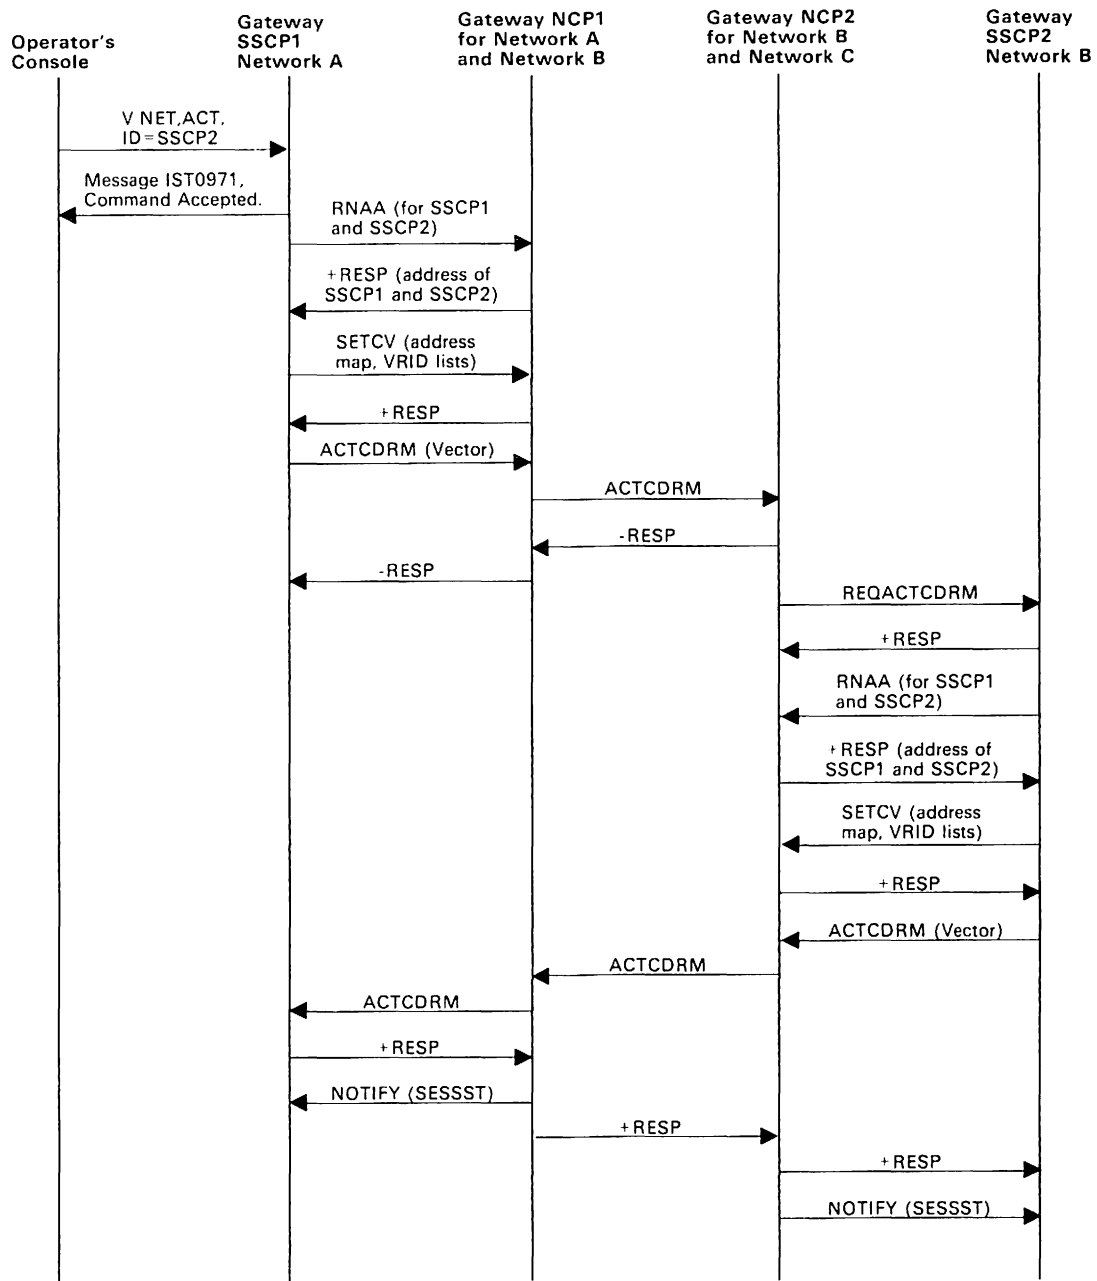 Operator's
Console
Gateway
SSCP1
Network A
Gateway NCP1
for Network A
and Network B
Gateway NCP2
for Network B
and Network C
Gateway
SSCP2
Network B
V NET,ACT,
ID=SSCP2
Message IST0971,
Command Accepted.
RNAA (for SSCP1
and SSCP2)
+RESP (address of
SSCP1 and SSCP2)
SETCV (address
map, VRID lists)
+RESP
ACTCDRM (Vector)
ACTCDRM
-RESP
-RESP
REQACTCDRM
+RESP
RNAA (for SSCP1
and SSCP2)
+RESP (address of
SSCP1 and SSCP2)
SETCV (address
map, VRID lists)
+RESP
ACTCDRM (Vector)
ACTCDRM
ACTCDRM
+RESP
NOTIFY (SESSST)
+RESP
+RESP
NOTIFY (SESSST)